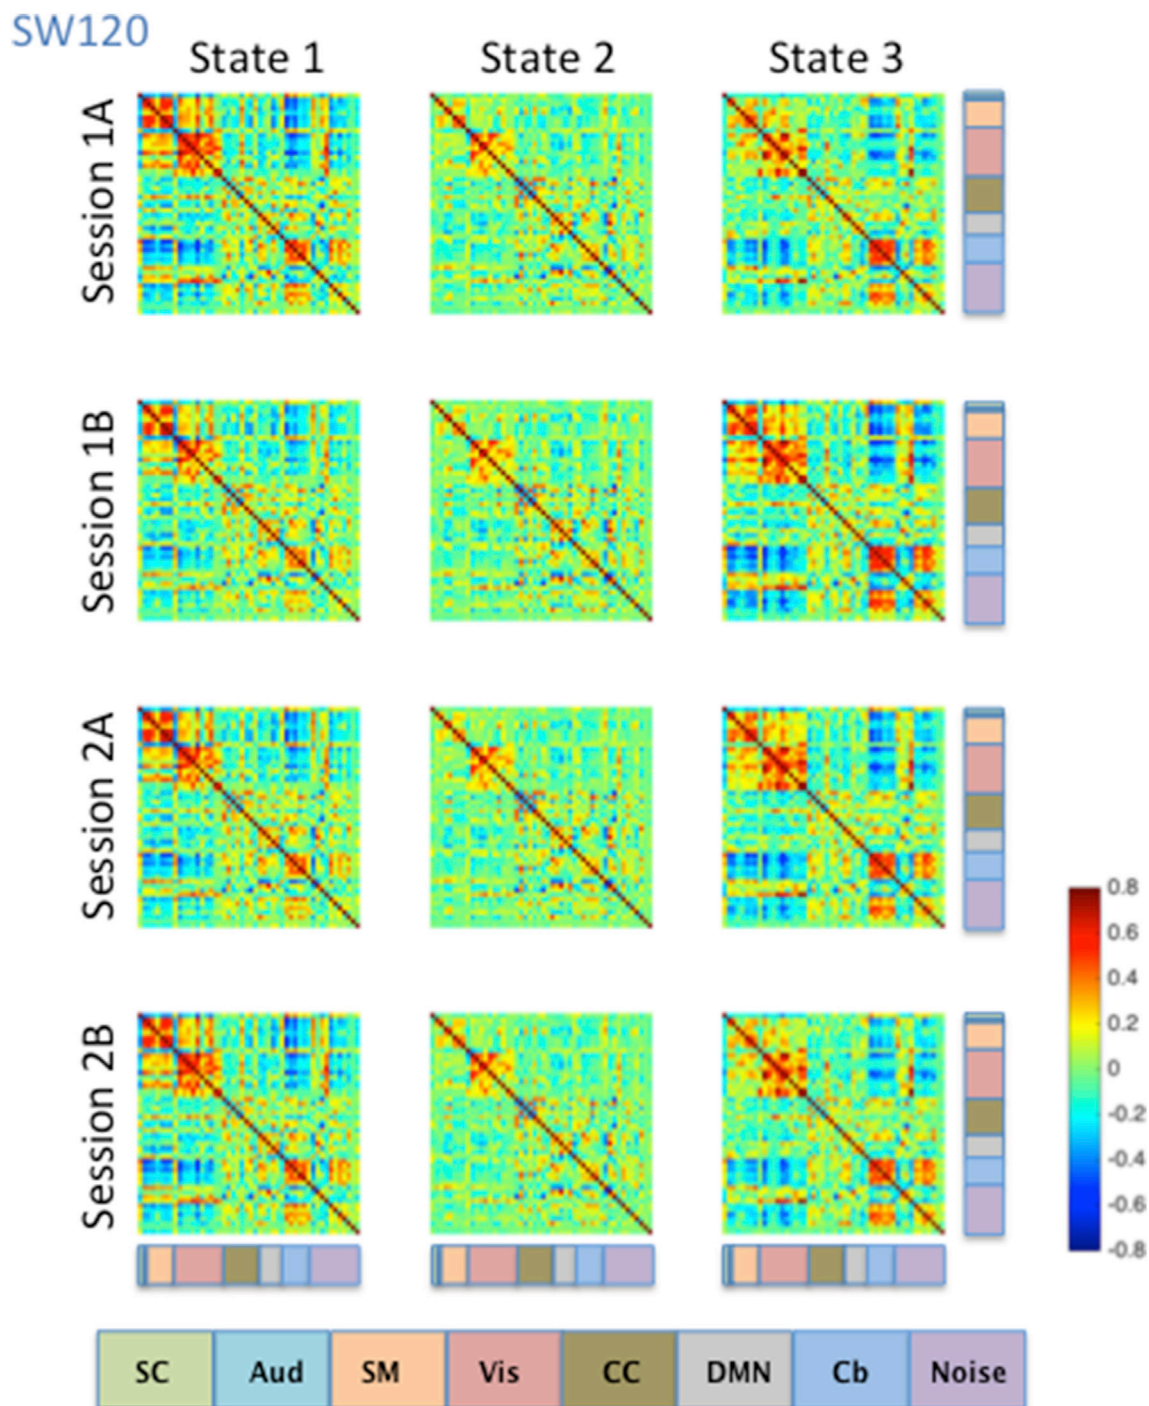 SW120
State 1 State 2 State 3
Session 1A
Session 1B
Session 2A
Session 2B
0.8
0.6
0.4
0.2
0
-0.2
-0.4
-0.6
-0.8
SC Aud SM Vis CC DMN Cb Noise